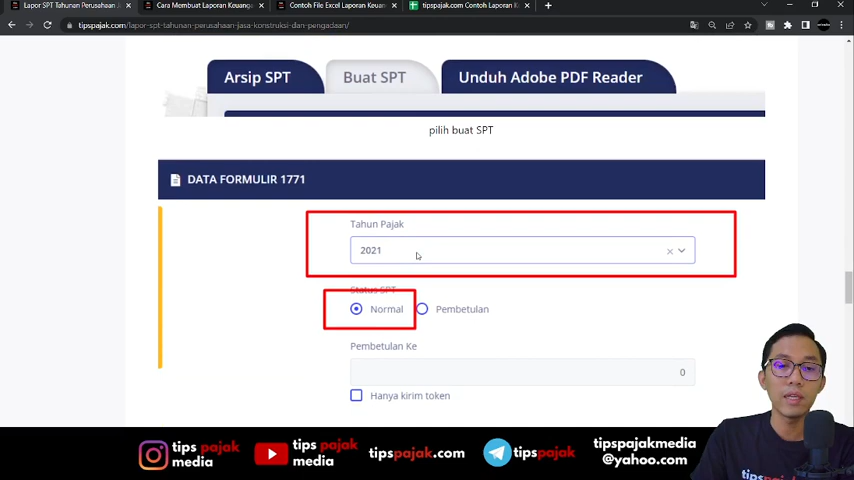 Lapor SPT Tahunan Perusahaan Ja
Cara Membuat Laporan Keuanga
Contoh File Excel Laporan Keuan
tipspajak.com Contoh Laporan K
tipspajak.com/lapor-spt-tahunan-perusahaan-jasa-konstruksi-dan-pengadaan/
Arsip SPT
Buat SPT
Unduh Adobe PDF Reader
pilih buat SPT
DATA FORMULIR 1771
Tahun Pajak
2021
Status SPT
Normal
Pembetulan
Pembetulan Ke
0
Hanya kirim token
tips pajak media
tips pajak media
tipspajak.com
tipspajak
tipspajakmedia
@yahoo.com